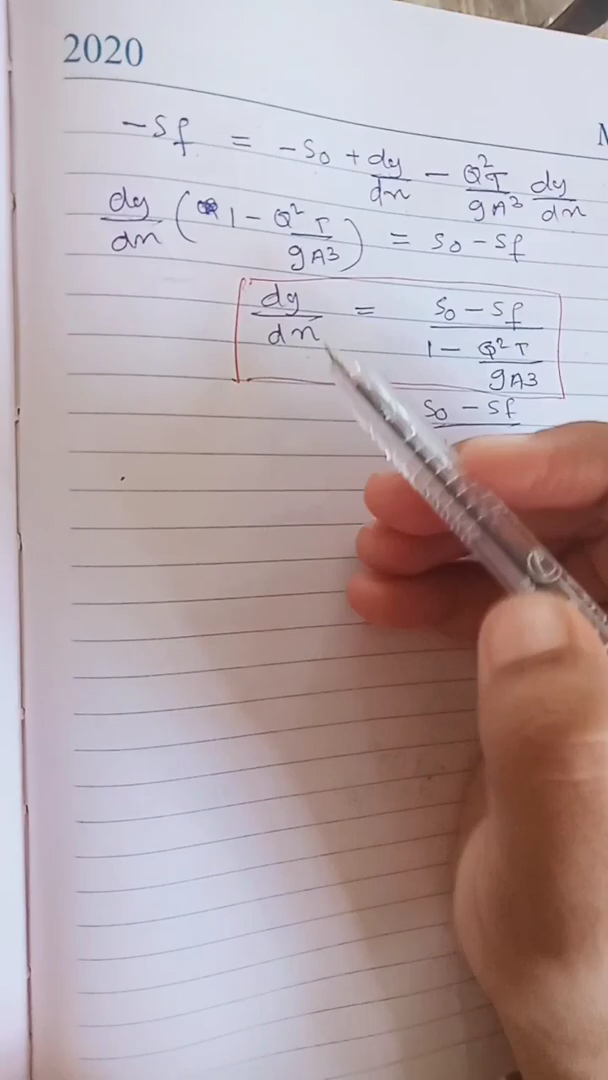 2020
-Sf = -S0 + dy/dx - Q²T/gA3 dy/dx
dy/dx (1 - Q²T/gA3) = S0 - Sf
dy/dx = S0 - Sf / 1 - Q²T/gA3
S0 - Sf